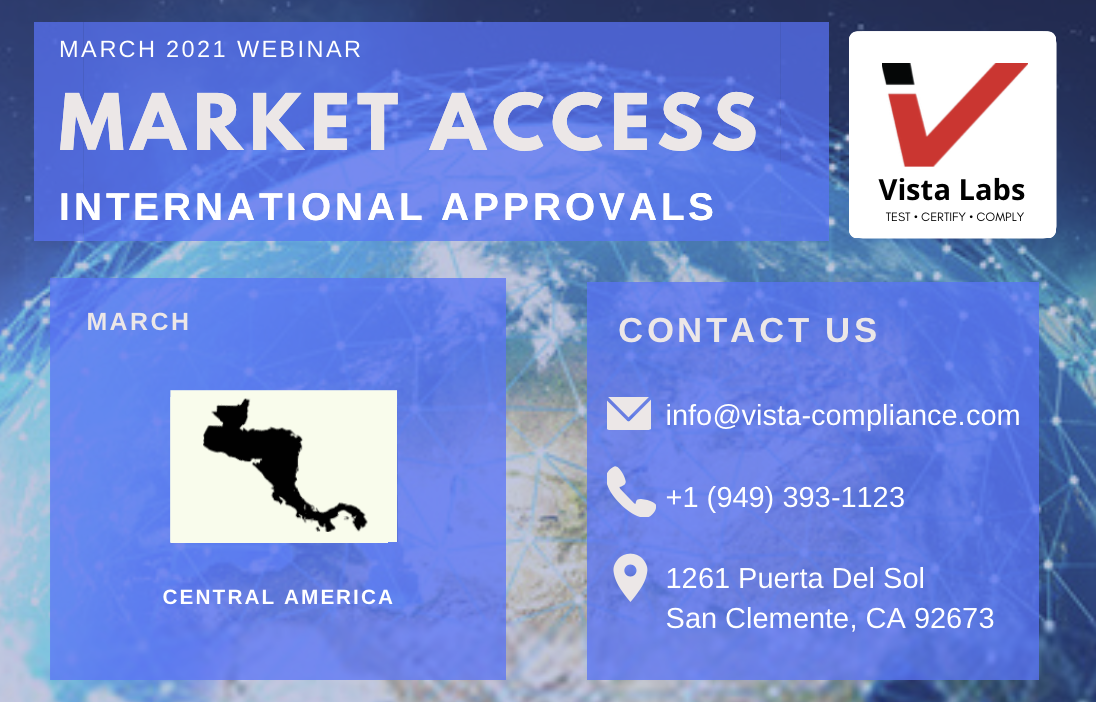 MARCH 2021 WEBINAR
MARKET ACCESS
INTERNATIONAL APPROVALS
Vista Labs
TEST • CERTIFY • COMPLY
MARCH
CENTRAL AMERICA
CONTACT US
info@vista-compliance.com
+1 (949) 393-1123
1261 Puerta Del Sol
San Clemente, CA 92673